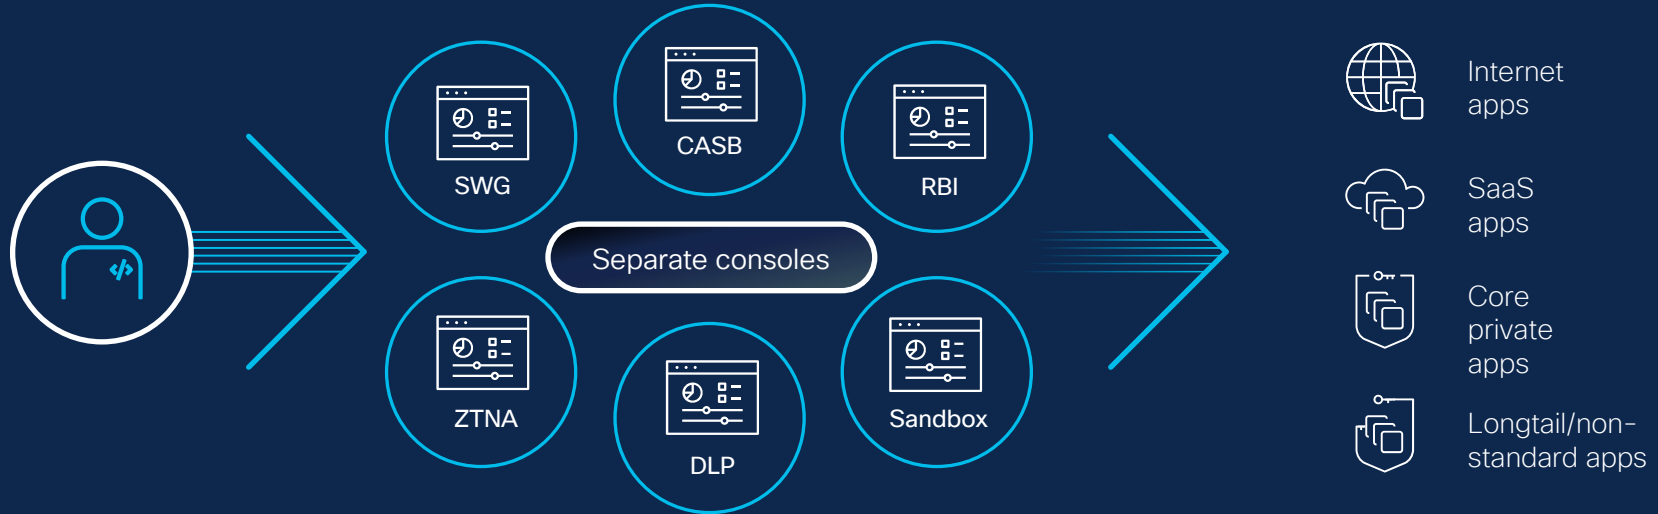 SWG
CASB
RBI
Separate consoles
ZTNA
DLP
Sandbox
Internet
apps
SaaS
apps
Core
private
apps
Longtail/non-
standard apps